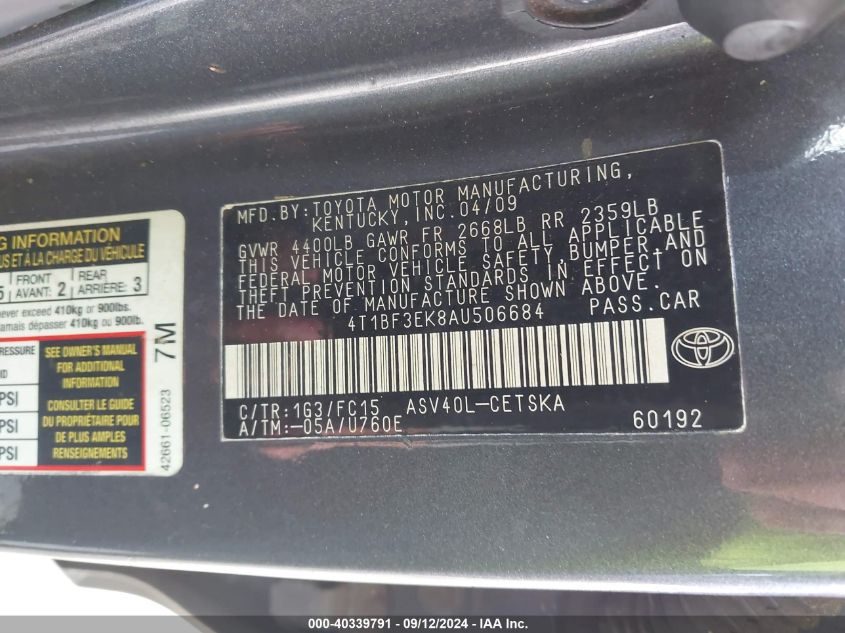 MFD.BY:TOYOTA MOTOR MANUFACTURING,
KENTUCKY, INC.04/09
GVWR 4400LB GAWR FR 2668LB RR 2359LB
THIS VEHICLE CONFORMS TO ALL APPLICABLE
FEDERAL MOTOR VEHICLE SAFETY,BUMPER,AND
THEFT PREVENTION STANDARDS IN EFFECT ON
THE DATE OF MANUFACTURE SHOWN ABOVE.
4T1BF3EK8AU506684 PASS.CAR
C/TR:1G3/FC15 ASV40L-CETSKA
A/TM:-05A/U760E 60192
INFORMATION
US ET À LA CHARGE DU VÉHICULE
FRONT
AVANT: 2
REAR
ARRIÈRE: 3
never exceed 410kg or 900lbs.
jamais dépasser 410kg ou 900lb.
PRESSURE
SEE OWNER'S MANUAL
FOR ADDITIONAL
INFORMATION
CONSULTER LE GUIDE
DU PROPRIÉTAIRE POUR
DE PLUS AMPLES
RENSEIGNEMENTS
PSI
PSI
PSI
7M
42661-06523
000-40339791 - 09/12/2024 - IAA Inc.